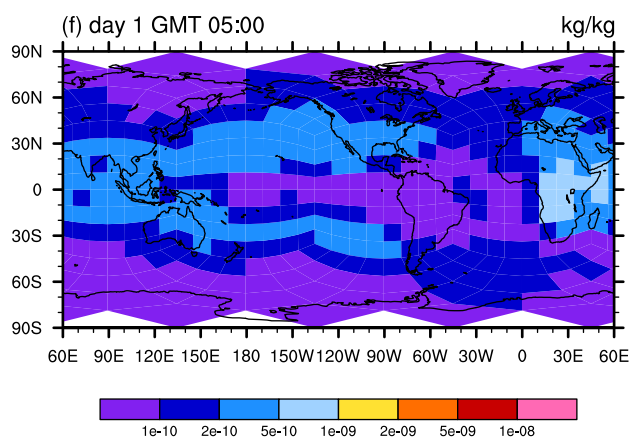 (f) day 1 GMT 05:00 kg/kg
90N
60N
30N
0
30S
60S
90S
60E 90E 120E 150E 180 150W 120W 90W 60W 30W 0 30E 60E
1e-10 2e-10 5e-10 1e-09 2e-09 5e-09 1e-08